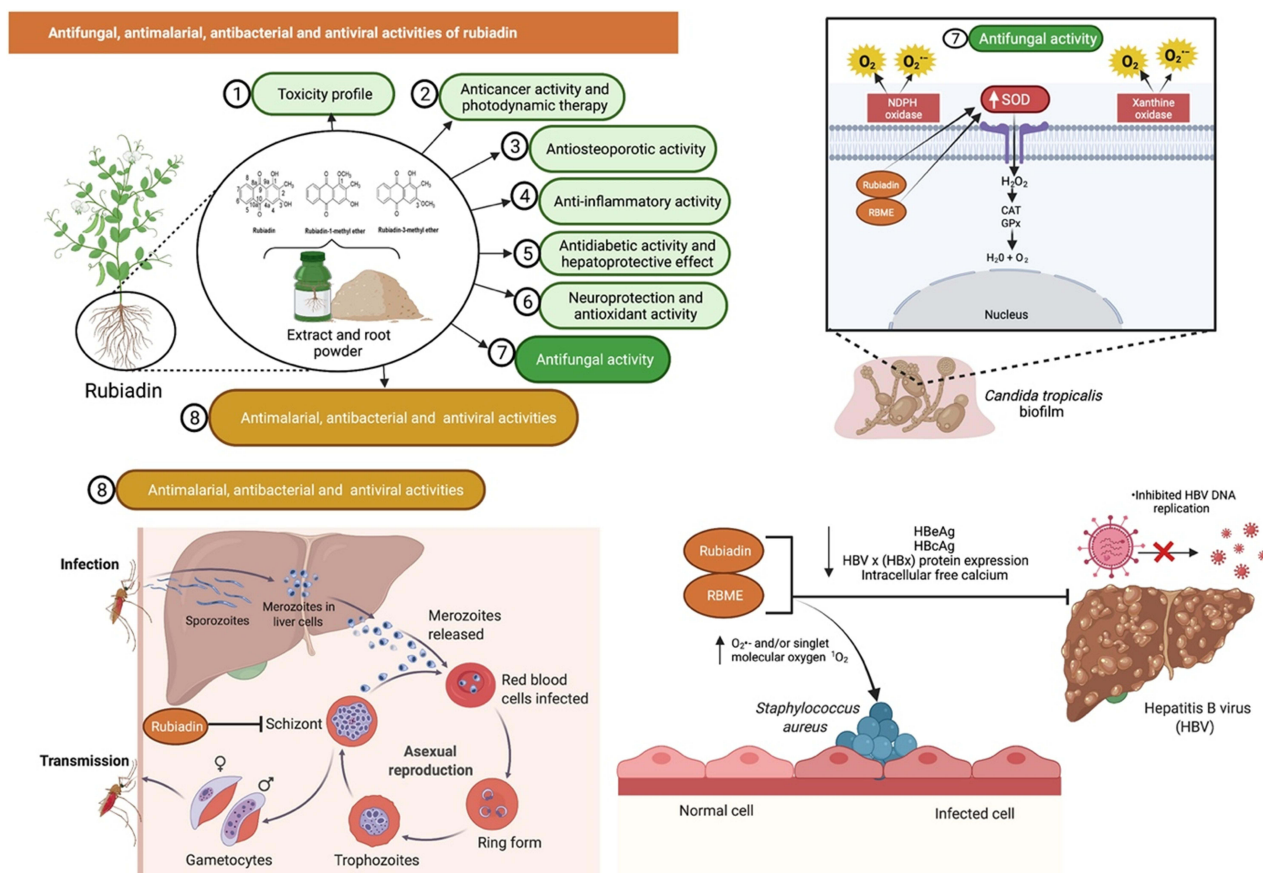 Antifungal, antimalarial, antibacterial and antiviral activities of rubiadin
1
Toxicity profile
2
Anticancer activity and
photodynamic therapy
3
Antiosteoporotic activity
4
Anti-inflammatory activity
5
Antidiabetic activity and
hepatoprotective effect
6
Neuroprotection and
antioxidant activity
7
Antifungal activity
8
Antimalarial, antibacterial and antiviral activities
Rubiadin
Rubiadin-1-methyl ether
Rubiadin-3-methyl ether
Extract and root
powder
Rubiadin
7
Antifungal activity
O₂
O₂•−
O₂
O₂•−
NDPH
oxidase
SOD
Xanthine
oxidase
Rubiadin
RBME
H₂O₂
CAT
GPx
H₂0 + O₂
Nucleus
Candida tropicalis
biofilm
8
Antimalarial, antibacterial and antiviral activities
Infection
Sporozoites
Merozoites in
liver cells
Merozoites
released
Red blood
cells infected
Rubiadin
Schizont
Asexual
reproduction
Transmission
♀
♂
Gametocytes
Trophozoites
Ring form
Rubiadin
RBME
HBeAg
HBcAg
HBV x (HBx) protein expression
Intracellular free calcium
•Inhibited HBV DNA
replication
O₂•- and/or singlet
molecular oxygen ¹O₂
Staphylococcus
aureus
Hepatitis B virus
(HBV)
Normal cell
Infected cell